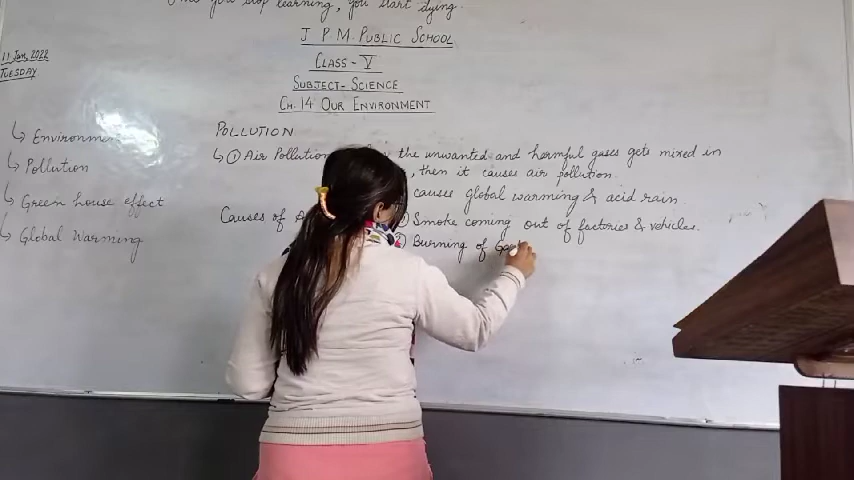 you stop learning, you start dying.
J P M. PUBLIC SCHOOL
11 Jan, 2022
TUESDAY
CLASS - V
SUBJECT - SCIENCE
CH. 14 OUR ENVIRONMENT
↳ Environmen
↳ Pollution
↳ Green house effect
↳ Global Warming
POLLUTION
↳ ① Air Pollution the unwanted and harmful gases gets mixed in
, then it causes air pollution.
causes global warming & acid rain.
Causes of Smoke coming out of factories & vehicles.
Burning of